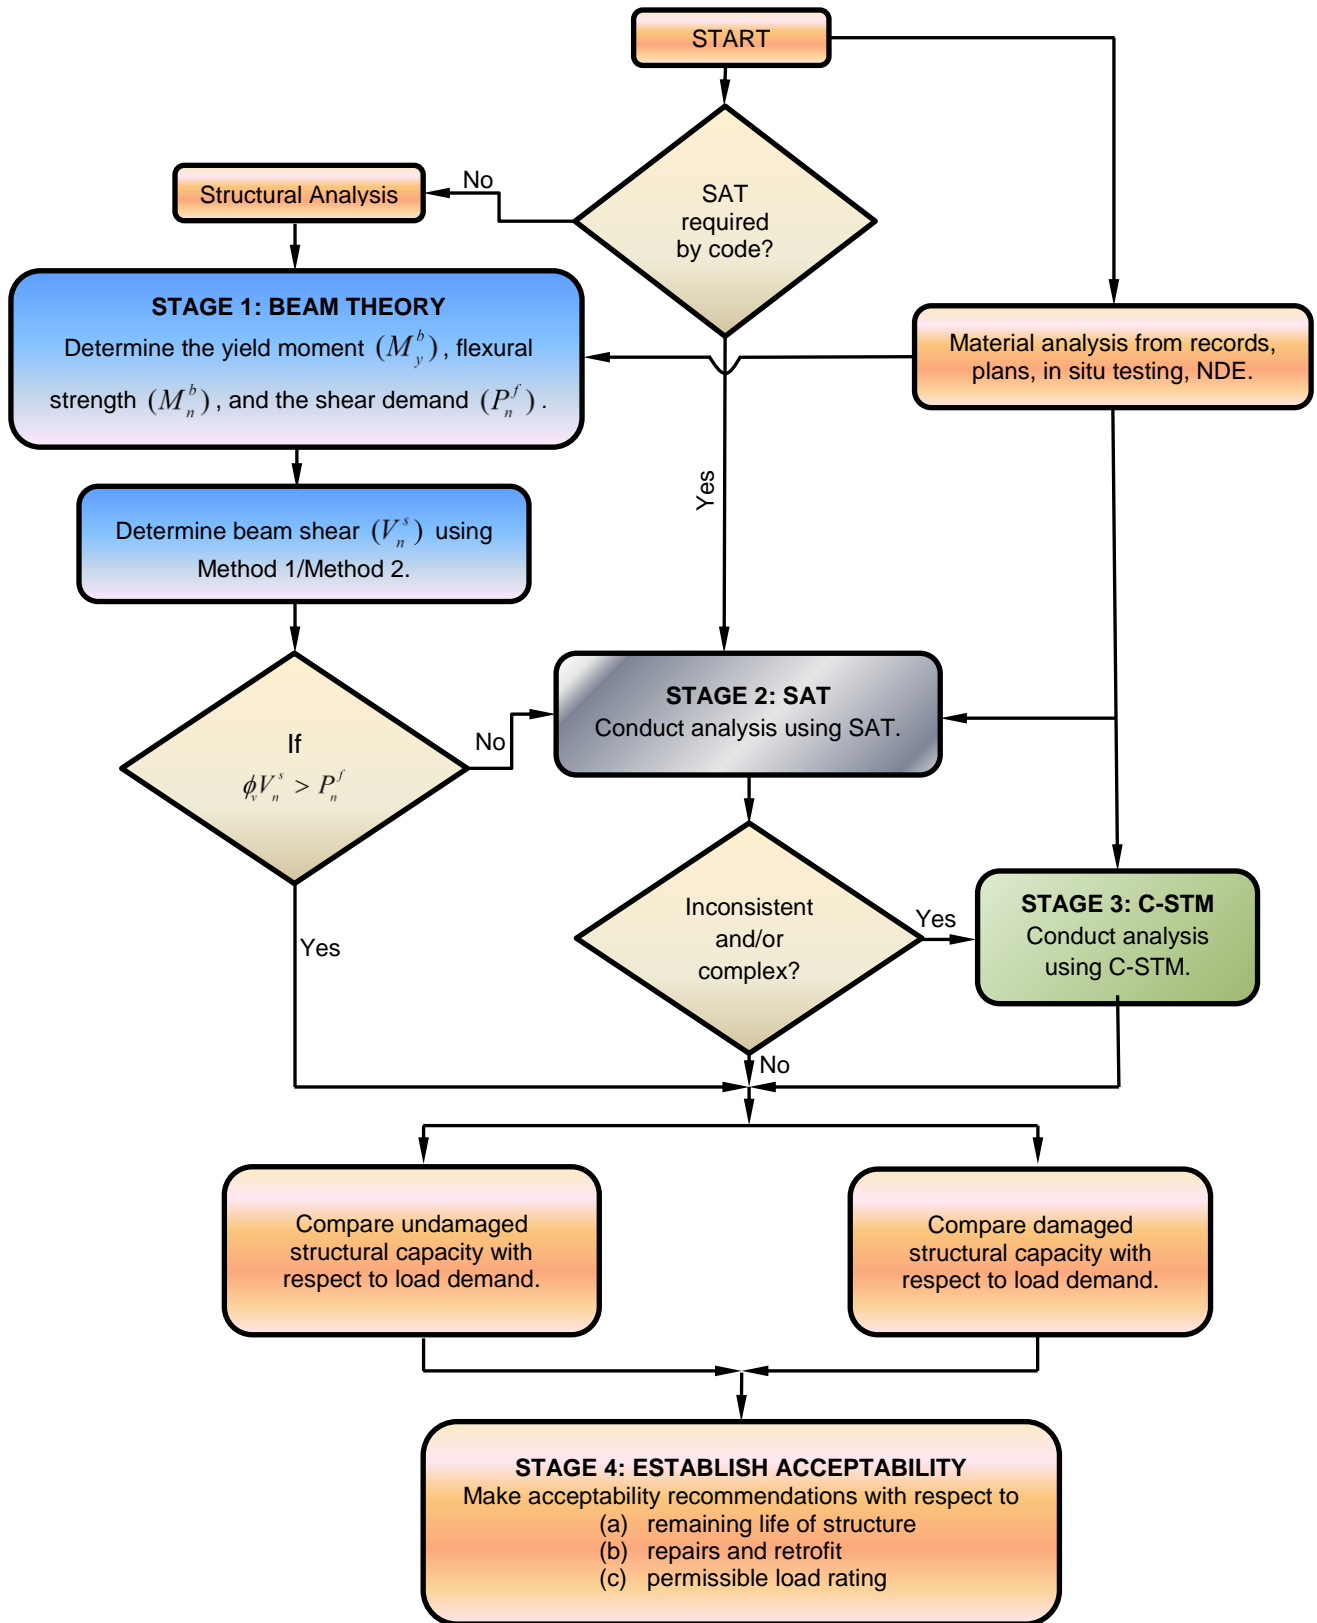 START
SAT
required
by code?
No
Structural Analysis
STAGE 1: BEAM THEORY
Determine the yield moment (M_y^b), flexural
strength (M_n^b), and the shear demand (P_n^f).
Material analysis from records,
plans, in situ testing, NDE.
Yes
Determine beam shear (V_n^s) using
Method 1/Method 2.
If
ϕ_v V_n^s > P_n^f
No
Yes
STAGE 2: SAT
Conduct analysis using SAT.
Inconsistent
and/or
complex?
Yes
No
STAGE 3: C-STM
Conduct analysis
using C-STM.
Compare undamaged
structural capacity with
respect to load demand.
Compare damaged
structural capacity with
respect to load demand.
STAGE 4: ESTABLISH ACCEPTABILITY
Make acceptability recommendations with respect to
(a) remaining life of structure
(b) repairs and retrofit
(c) permissible load rating